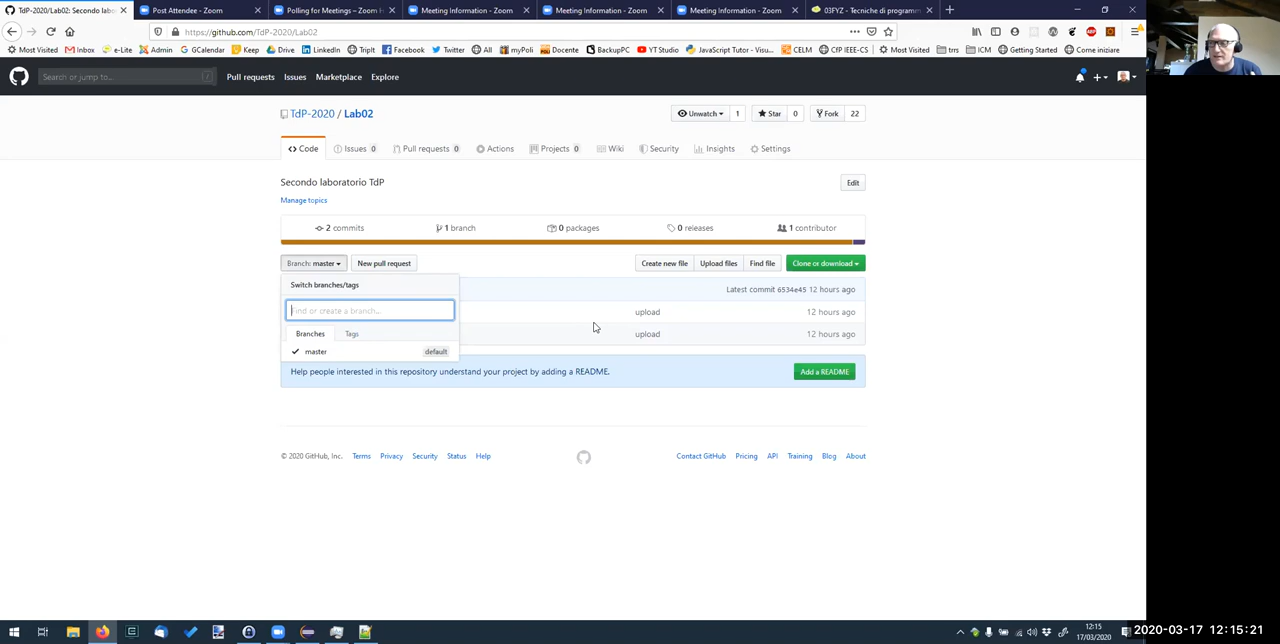 TdP-2020/Lab02: Secondo labo
Post Attendee - Zoom
Polling for Meetings – Zoom H
Meeting Information - Zoom
Meeting Information - Zoom
Meeting Information - Zoom
03FYZ - Tecniche di programm
https://github.com/TdP-2020/Lab02
Most Visited
Inbox
e-Lite
Admin
GCalendar
Keep
Drive
LinkedIn
TripIt
Facebook
Twitter
All
myPoli
Docente
BackupPC
YT Studio
JavaScript Tutor - Visu...
CELM
CfP IEEE-CS
Most Visited
trrs
ICM
Getting Started
Come iniziare
Search or jump to...
/
Pull requests
Issues
Marketplace
Explore
TdP-2020 / Lab02
Unwatch
1
Star
0
Fork
22
Code
Issues 0
Pull requests 0
Actions
Projects 0
Wiki
Security
Insights
Settings
Secondo laboratorio TdP
Edit
Manage topics
2 commits
1 branch
0 packages
0 releases
1 contributor
Branch: master
New pull request
Create new file
Upload files
Find file
Clone or download
Switch branches/tags
Latest commit 6534e45 12 hours ago
Find or create a branch...
upload
12 hours ago
Branches
Tags
upload
12 hours ago
master
default
Help people interested in this repository understand your project by adding a README.
Add a README
© 2020 GitHub, Inc.
Terms
Privacy
Security
Status
Help
Contact GitHub
Pricing
API
Training
Blog
About
12:15
17/03/2020
2020-03-17 12:15:21